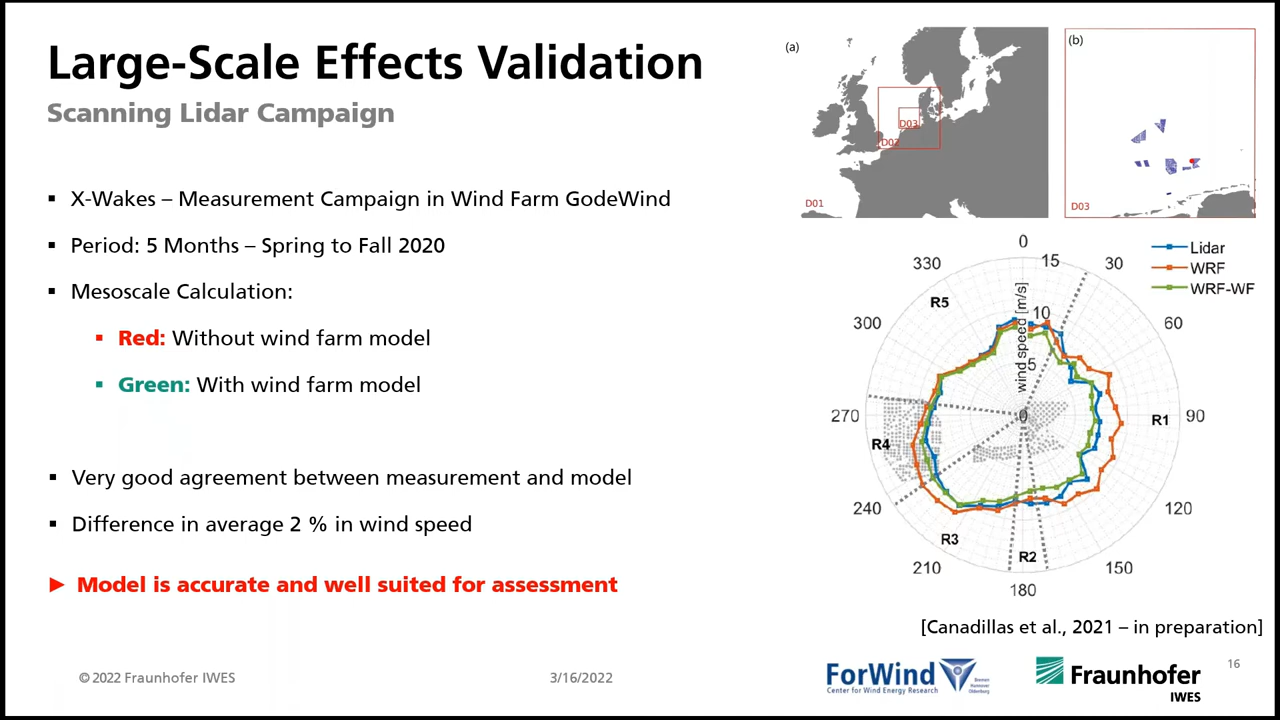 Large-Scale Effects Validation
Scanning Lidar Campaign
▪ X-Wakes – Measurement Campaign in Wind Farm GodeWind
▪ Period: 5 Months – Spring to Fall 2020
▪ Mesoscale Calculation:
▪ Red: Without wind farm model
▪ Green: With wind farm model
▪ Very good agreement between measurement and model
▪ Difference in average 2 % in wind speed
► Model is accurate and well suited for assessment
(a)
D03
D02
D01
(b)
D03
Lidar
WRF
WRF-WF
0
15
30
330
R5
10
300
60
wind speed [m/s]
5
270
0
90
R1
R4
240
120
R3
R2
210
150
180
[Canadillas et al., 2021 – in preparation]
© 2022 Fraunhofer IWES
3/16/2022
ForWind
Center for Wind Energy Research
Bremen
Hannover
Oldenburg
Fraunhofer
IWES
16